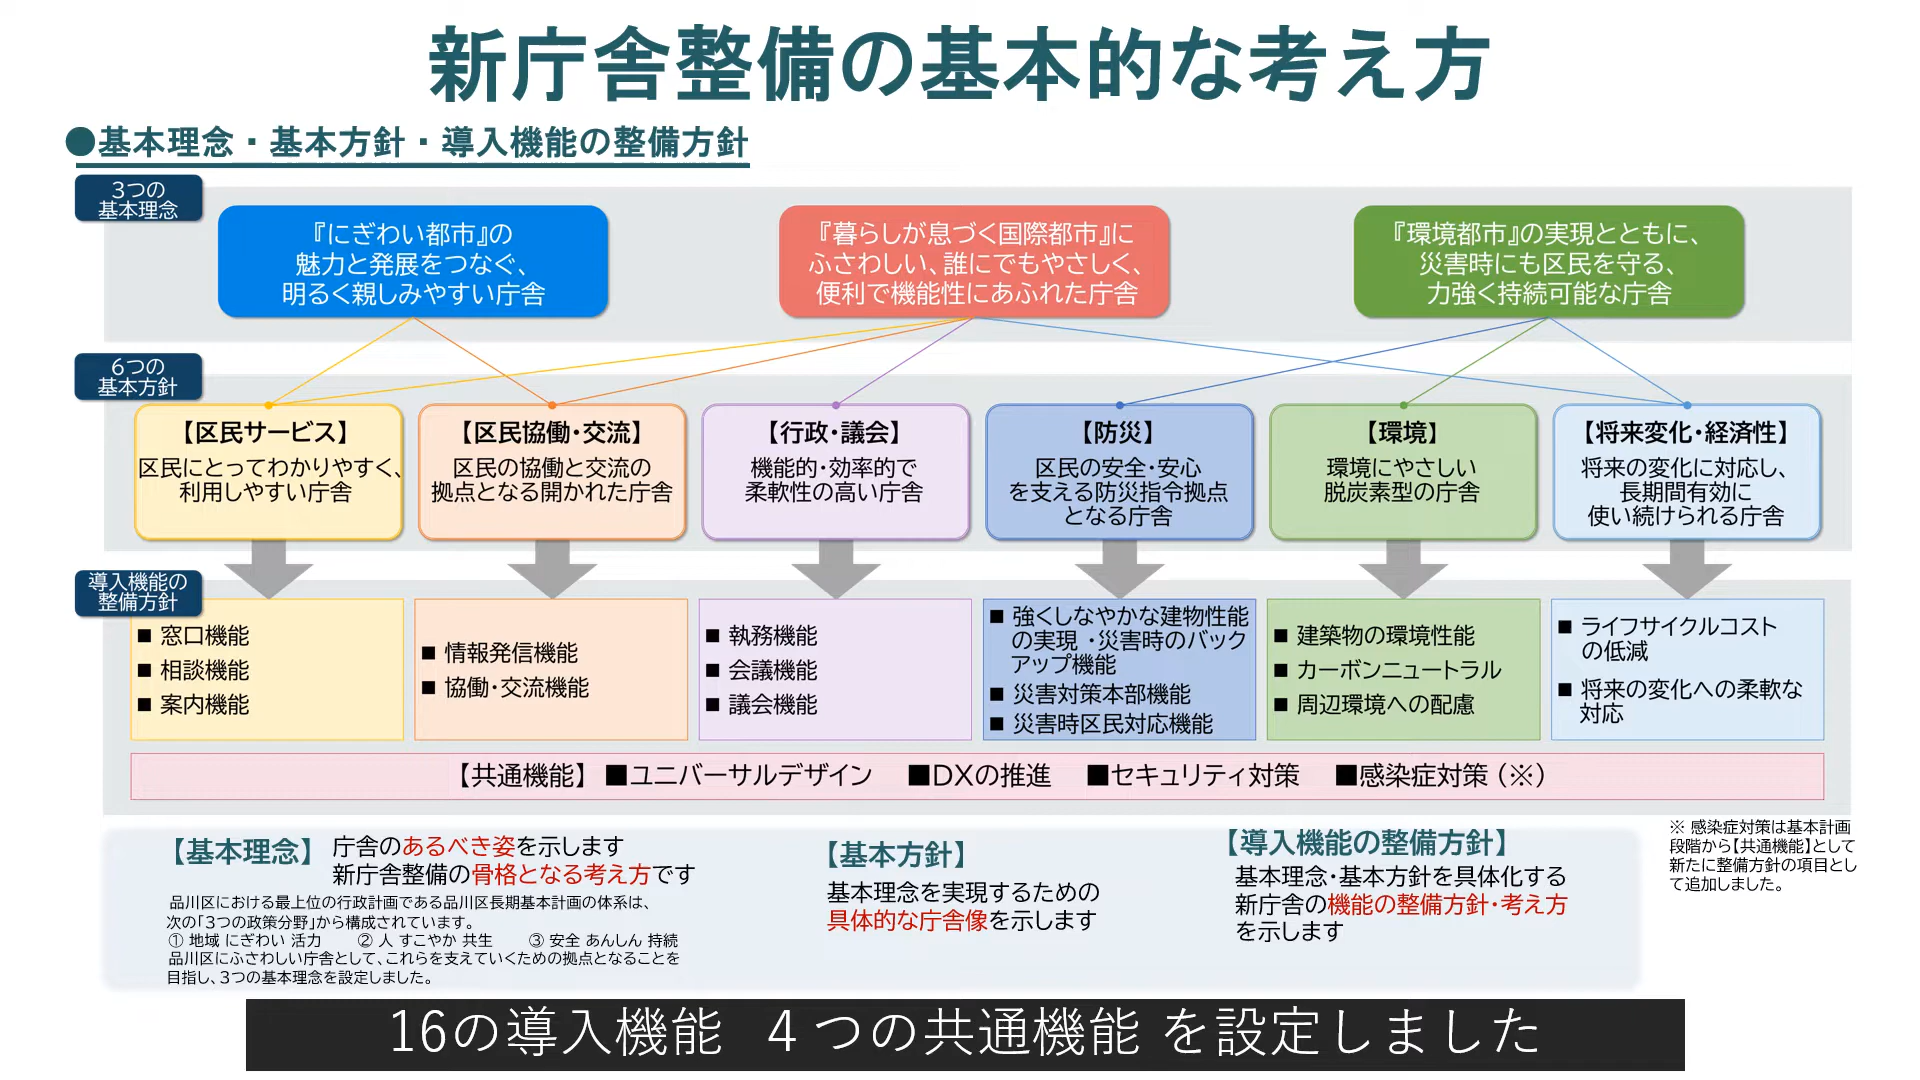 新庁舎整備の基本的な考え方
●基本理念・基本方針・導入機能の整備方針
3つの
基本理念
『にぎわい都市』の
魅力と発展をつなぐ、
明るく親しみやすい庁舎
『暮らしが息づく国際都市』に
ふさわしい、誰にでもやさしく、
便利で機能性にあふれた庁舎
『環境都市』の実現とともに、
災害時にも区民を守る、
力強く持続可能な庁舎
6つの
基本方針
【区民サービス】
区民にとってわかりやすく、
利用しやすい庁舎
【区民協働・交流】
区民の協働と交流の
拠点となる開かれた庁舎
【行政・議会】
機能的・効率的で
柔軟性の高い庁舎
【防災】
区民の安全・安心
を支える防災指令拠点
となる庁舎
【環境】
環境にやさしい
脱炭素型の庁舎
【将来変化・経済性】
将来の変化に対応し、
長期間有効に
使い続けられる庁舎
導入機能の
整備方針
■ 窓口機能
■ 相談機能
■ 案内機能
■ 情報発信機能
■ 協働・交流機能
■ 執務機能
■ 会議機能
■ 議会機能
■ 強くしなやかな建物性能
の実現 ・災害時のバック
アップ機能
■ 災害対策本部機能
■ 災害時区民対応機能
■ 建築物の環境性能
■ カーボンニュートラル
■ 周辺環境への配慮
■ ライフサイクルコスト
の低減
■ 将来の変化への柔軟な
対応
【共通機能】 ■ユニバーサルデザイン ■DXの推進 ■セキュリティ対策 ■感染症対策（※）
【基本理念】 庁舎のあるべき姿を示します
新庁舎整備の骨格となる考え方です
品川区における最上位の行政計画である品川区長期基本計画の体系は、
次の「3つの政策分野」から構成されています。
① 地域 にぎわい 活力 ② 人 すこやか 共生 ③ 安全 あんしん 持続
品川区にふさわしい庁舎として、これらを支えていくための拠点となることを
目指し、3つの基本理念を設定しました。
【基本方針】
基本理念を実現するための
具体的な庁舎像を示します
【導入機能の整備方針】
基本理念・基本方針を具体化する
新庁舎の機能の整備方針・考え方
を示します
※ 感染症対策は基本計画
段階から【共通機能】として
新たに整備方針の項目とし
て追加しました。
16の導入機能 ４つの共通機能 を設定しました